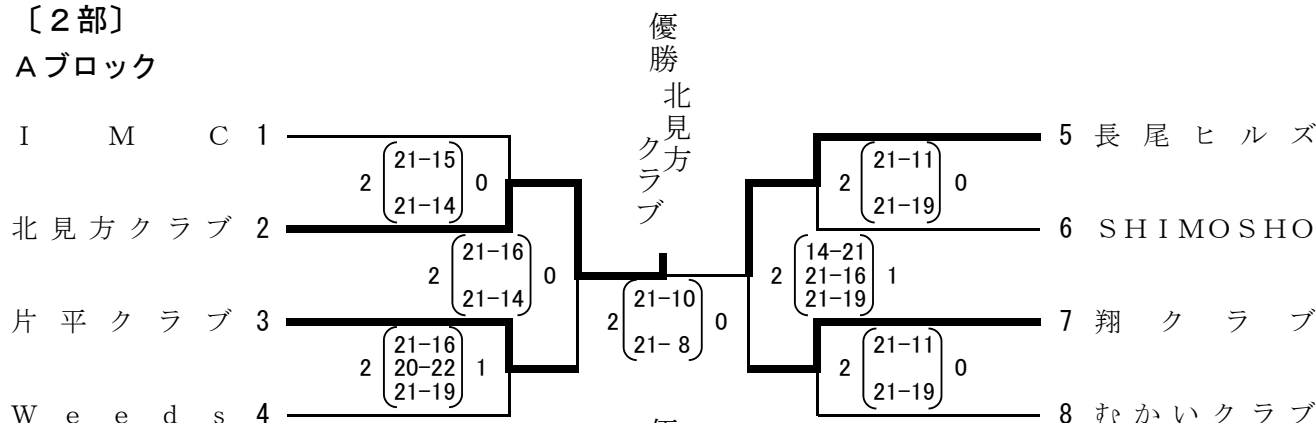 〔２部〕
Ａブロック
優勝
北見方
クラブ
ＩＭＣ 1
21-15
2 0
21-14
北見方クラブ 2
21-16
2 0
21-14
片平クラブ 3
21-16
2 20-22 1
21-19
Ｗｅｅｄｓ 4
21-10
2 0
21- 8
5 長尾ヒルズ
21-11
2 0
21-19
6 ＳＨＩＭＯＳＨＯ
14-21
2 21-16 1
21-19
7 翔クラブ
21-11
2 0
21-19
8 むかいクラブ